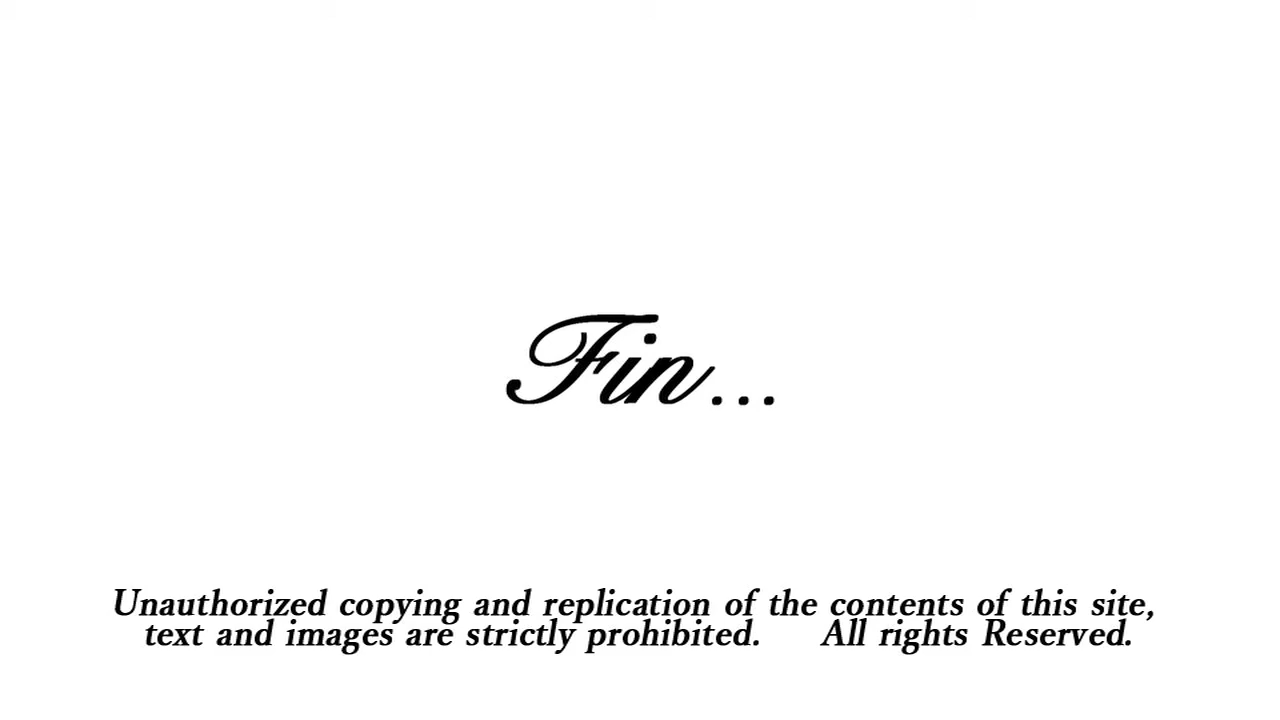 Fin...
Unauthorized copying and replication of the contents of this site,
text and images are strictly prohibited. All rights Reserved.